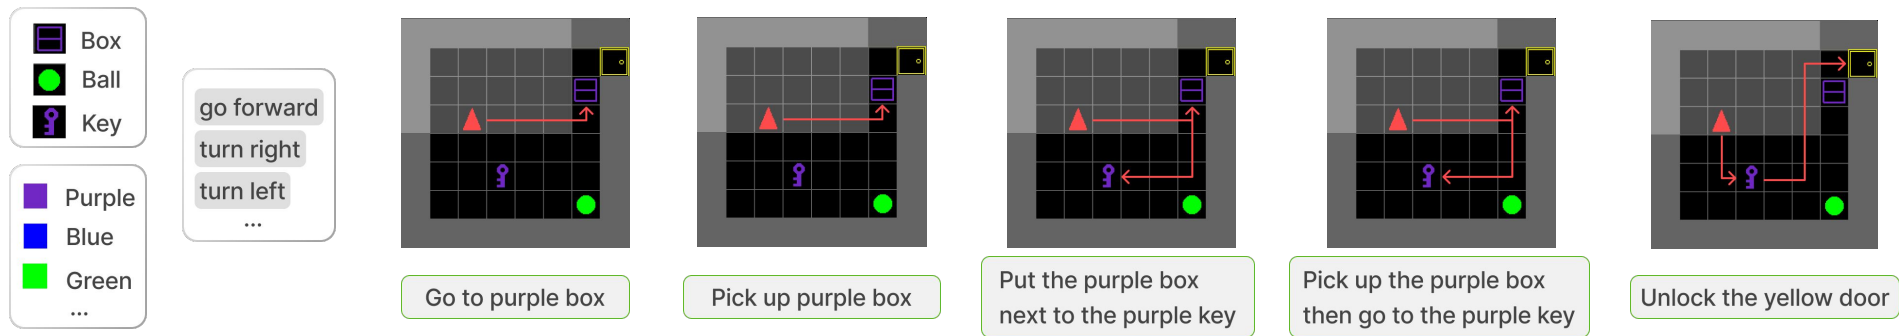 Box
Ball
Key
Purple
Blue
Green
...
go forward
turn right
turn left
...
Go to purple box
Pick up purple box
Put the purple box
next to the purple key
Pick up the purple box
then go to the purple key
Unlock the yellow door